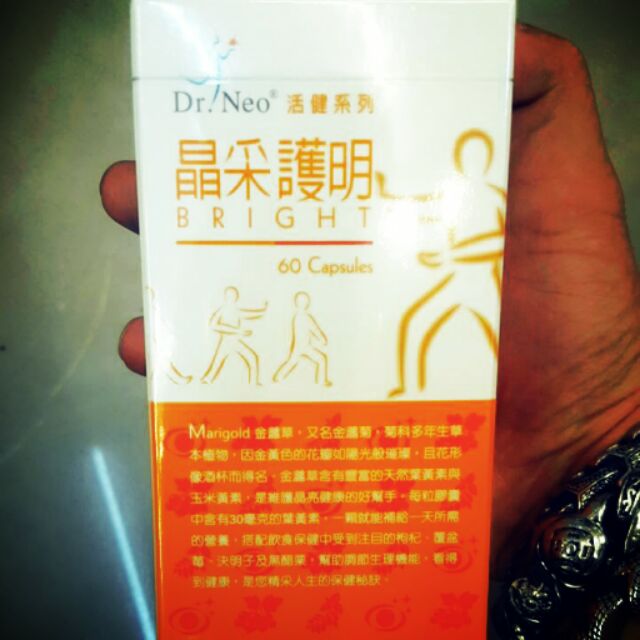 Dr. Neo® 活健系列
晶采護明
BRIGHT
60 Capsules
Marigold 金盞草，又名金盞菊，菊科多年生草
本植物，因金黃色的花瓣如陽光般璀璨，且花形
像酒杯而得名。金盞草含有豐富的天然葉黃素與
玉米黃素，是維護晶亮健康的好幫手。每粒膠囊
中含有30毫克的葉黃素，一顆就能補給一天所需
的營養，搭配飲食保健中受到注目的枸杞、覆盆
莓、決明子及黑醋栗，幫助調節生理機能，看得
到健康，是您精采人生的保健秘訣。